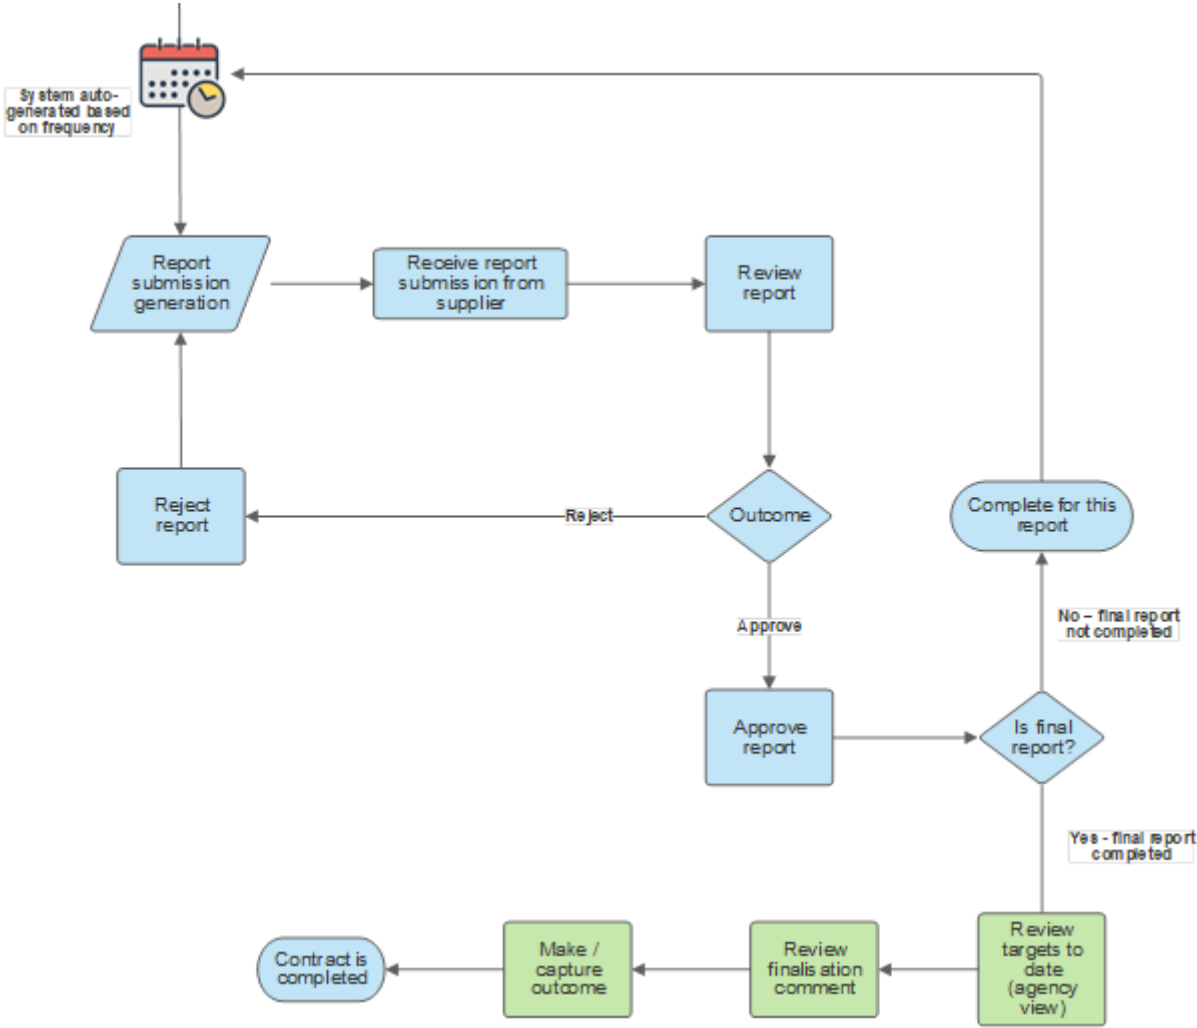 System auto-
generated based
on frequency
Report
submission
generation
Receive report
submission from
supplier
Review
report
Reject
report
Reject
Outcome
Complete for this
report
Approve
No – final report
not completed
Approve
report
Is final
report?
Yes - final report
completed
Contract is
completed
Make /
capture
outcome
Review
finalisation
comment
Review
targets to
date
(agency
view)